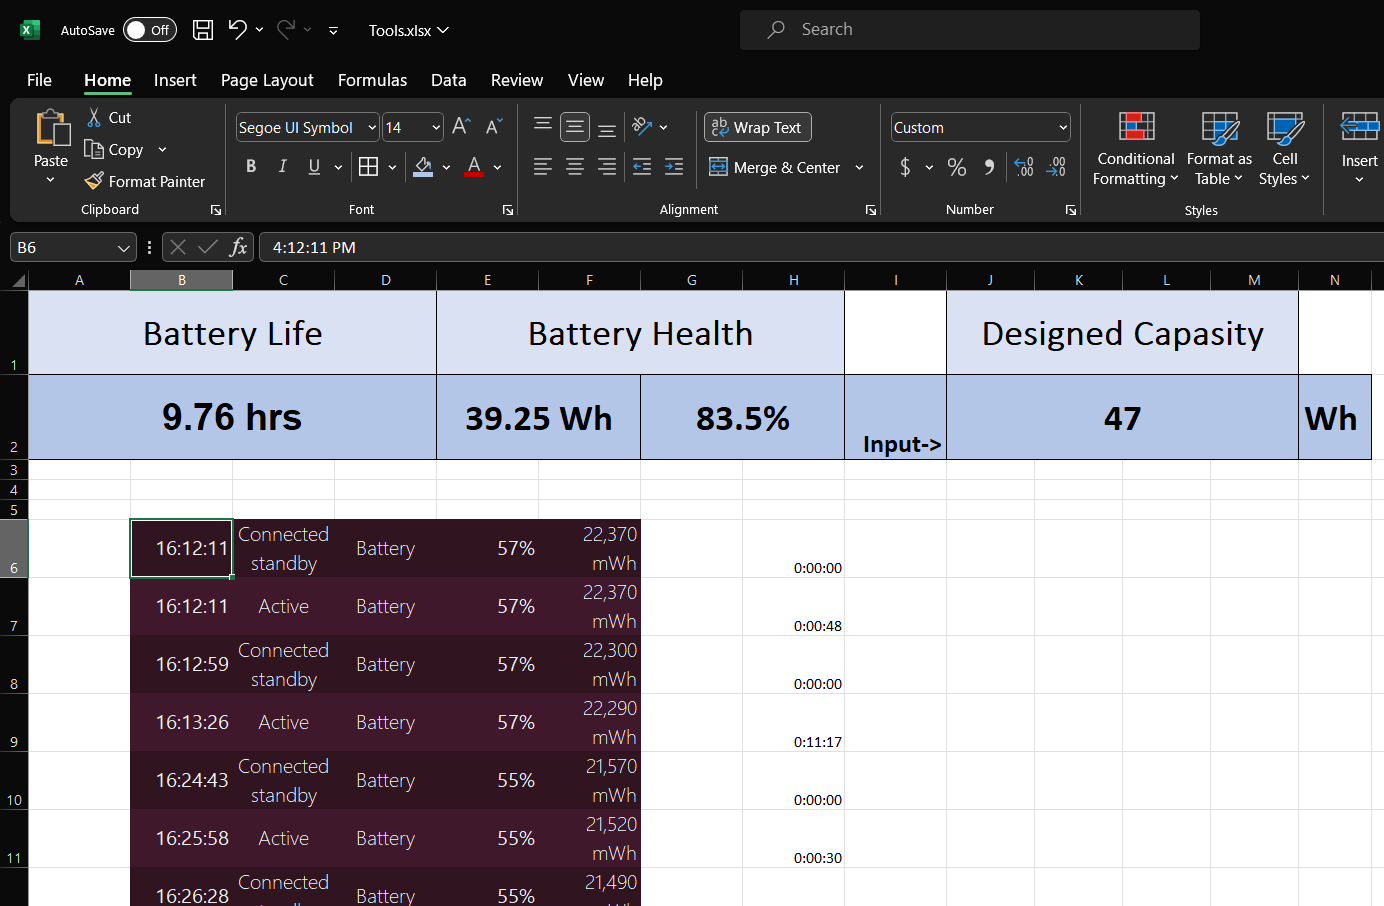 AutoSave Off Tools.xlsx Search
File Home Insert Page Layout Formulas Data Review View Help
Paste
Cut
Copy
Format Painter
Clipboard
Segoe UI Symbol 14
B I U
Font
Wrap Text
Merge & Center
Alignment
Custom
$ % , .00
Number
Conditional Formatting
Format as Table
Cell Styles
Styles
Insert
B6 fx 4:12:11 PM
A B C D E F G H I J K L M N
1 Battery Life Battery Health Designed Capasity
2 9.76 hrs 39.25 Wh 83.5% Input-> 47 Wh
3
4
5
6 16:12:11 Connected standby Battery 57% 22,370 mWh 0:00:00
7 16:12:11 Active Battery 57% 22,370 mWh 0:00:48
8 16:12:59 Connected standby Battery 57% 22,300 mWh 0:00:00
9 16:13:26 Active Battery 57% 22,290 mWh 0:11:17
10 16:24:43 Connected standby Battery 55% 21,570 mWh 0:00:00
11 16:25:58 Active Battery 55% 21,520 mWh 0:00:30
16:26:28 Connected Battery 55% 21,490